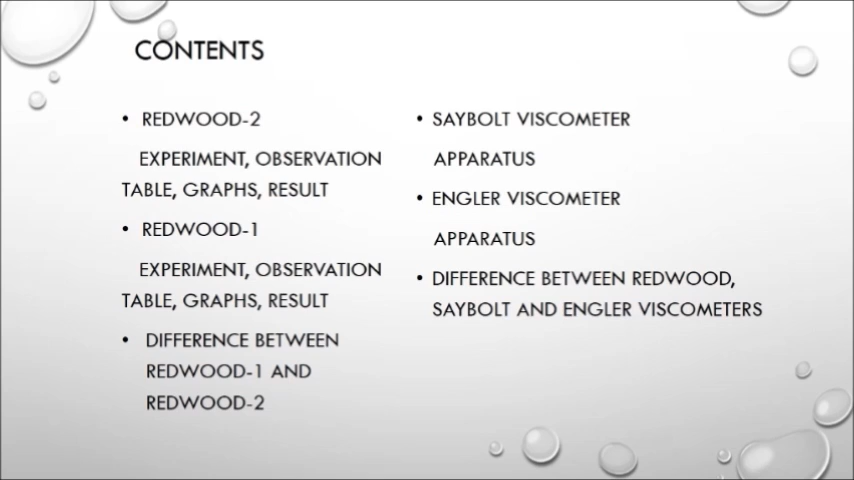 CONTENTS
• REDWOOD-2
EXPERIMENT, OBSERVATION
TABLE, GRAPHS, RESULT
• REDWOOD-1
EXPERIMENT, OBSERVATION
TABLE, GRAPHS, RESULT
• DIFFERENCE BETWEEN
REDWOOD-1 AND
REDWOOD-2
• SAYBOLT VISCOMETER
APPARATUS
• ENGLER VISCOMETER
APPARATUS
• DIFFERENCE BETWEEN REDWOOD,
SAYBOLT AND ENGLER VISCOMETERS